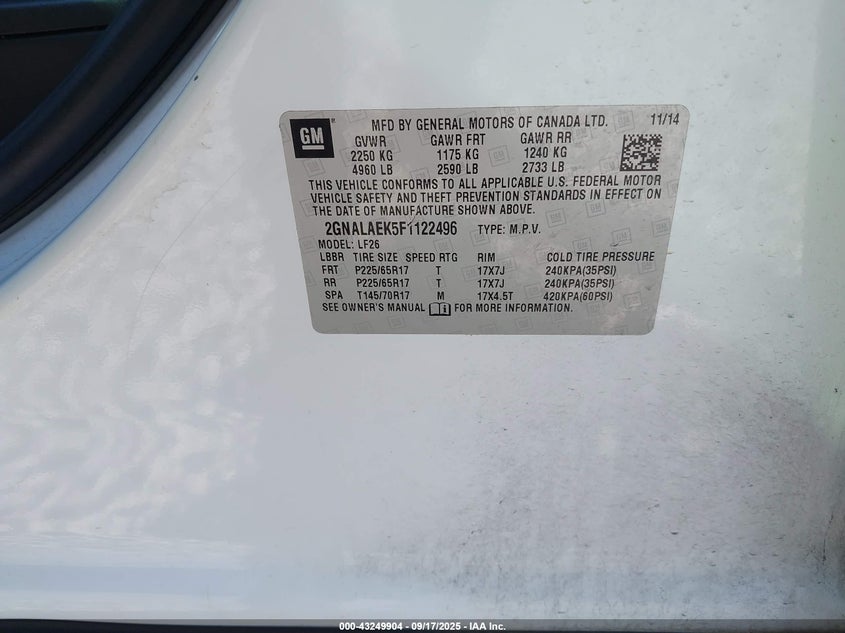 GM
MFD BY GENERAL MOTORS OF CANADA LTD. 11/14
GVWR GAWR FRT GAWR RR
2250 KG 1175 KG 1240 KG
4960 LB 2590 LB 2733 LB
THIS VEHICLE CONFORMS TO ALL APPLICABLE U.S. FEDERAL MOTOR
VEHICLE SAFETY AND THEFT PREVENTION STANDARDS IN EFFECT ON
THE DATE OF MANUFACTURE SHOWN ABOVE.
2GNALAEK5F1122496 TYPE: M.P.V.
MODEL: LF26
LBBR TIRE SIZE SPEED RTG RIM COLD TIRE PRESSURE
FRT P225/65R17 T 17X7J 240KPA(35PSI)
RR P225/65R17 T 17X7J 240KPA(35PSI)
SPA T145/70R17 M 17X4.5T 420KPA(60PSI)
SEE OWNER'S MANUAL FOR MORE INFORMATION.
000-43249904 - 09/17/2025 - IAA Inc.